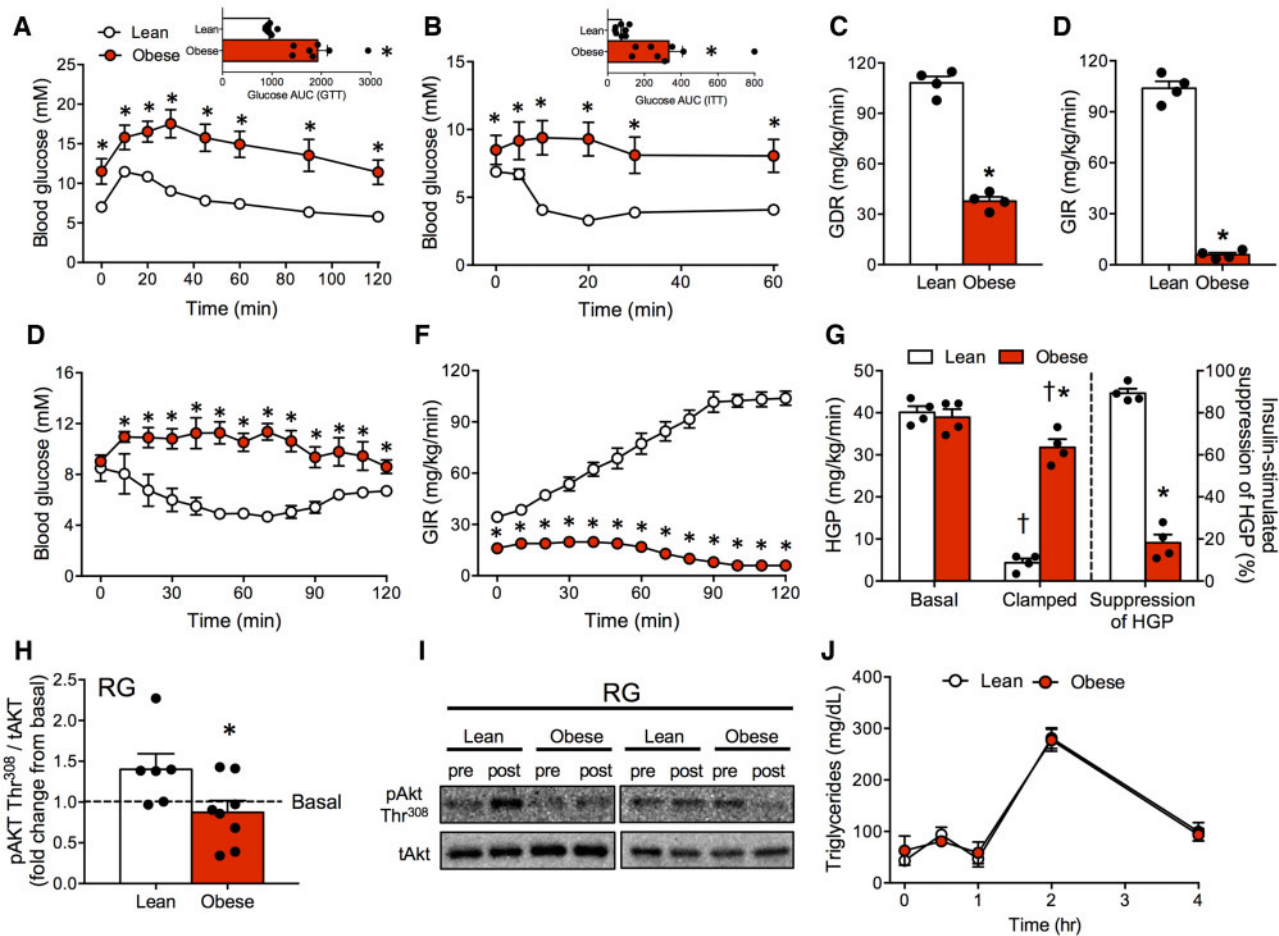 A
Lean
Obese
Lean
Obese
*
0 1000 2000 3000
Glucose AUC (GTT)
Blood glucose (mM)
25
20
15
10
5
0
* * * * * * * *
0 20 40 60 80 100 120
Time (min)
B
Lean
Obese
*
0 200 400 600 800
Glucose AUC (ITT)
Blood glucose (mM)
15
10
5
0
* * * * * *
0 20 40 60
Time (min)
C
GDR (mg/kg/min)
120
90
60
30
0
*
Lean Obese
D
GIR (mg/kg/min)
120
90
60
30
0
*
Lean Obese
D
Blood glucose (mM)
16
12
8
4
0
* * * * * * * * * * * *
0 30 60 90 120
Time (min)
F
GIR (mg/kg/min)
120
90
60
30
0
* * * * * * * * * * * * *
0 30 60 90 120
Time (min)
G
Lean Obese
HGP (mg/kg/min)
50
40
30
20
10
0
†
†*
*
100
80
60
40
20
0
Insulin-stimulated
suppression of HGP (%)
Basal Clamped Suppression
of HGP
H
RG
pAKT Thr308 / tAKT
(fold change from basal)
2.5
2.0
1.5
1.0
0.5
0.0
*
Basal
Lean Obese
I
RG
Lean Obese Lean Obese
pre post pre post pre post pre post
pAkt
Thr308
tAkt
J
Lean Obese
Triglycerides (mg/dL)
400
300
200
100
0
0 1 2 3 4
Time (hr)